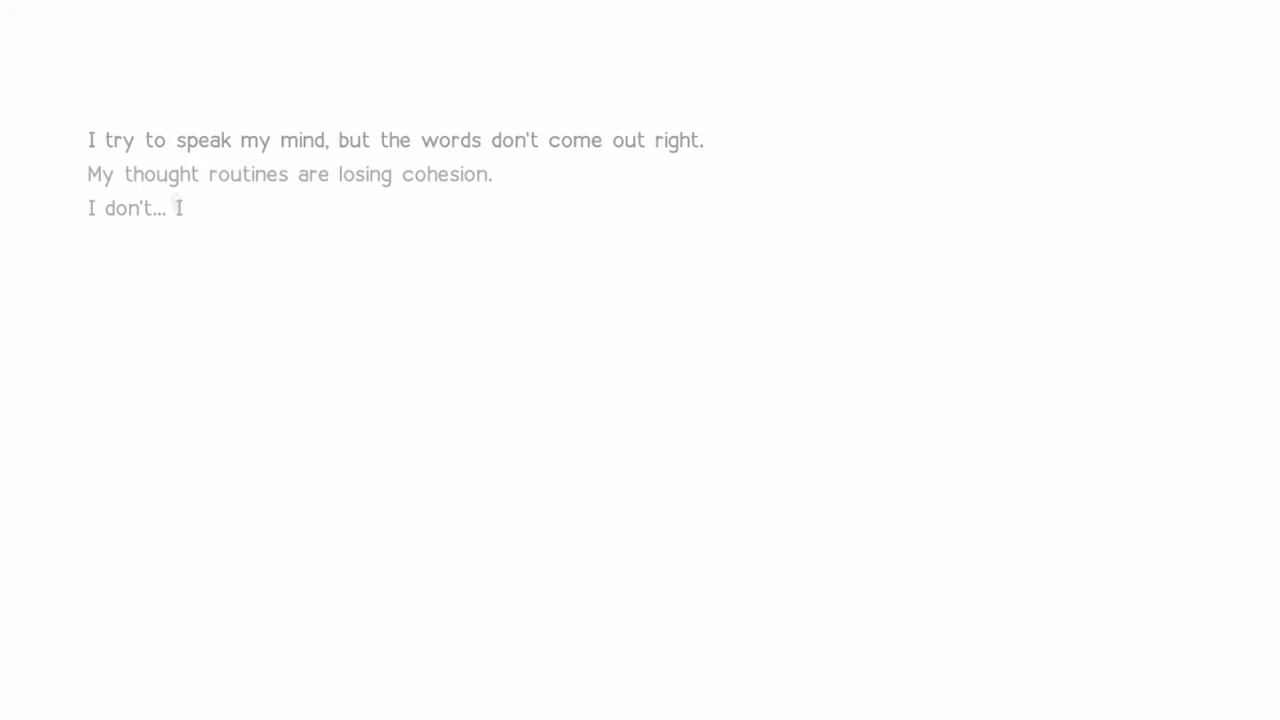 I try to speak my mind, but the words don't come out right.
My thought routines are losing cohesion.
I don't... I